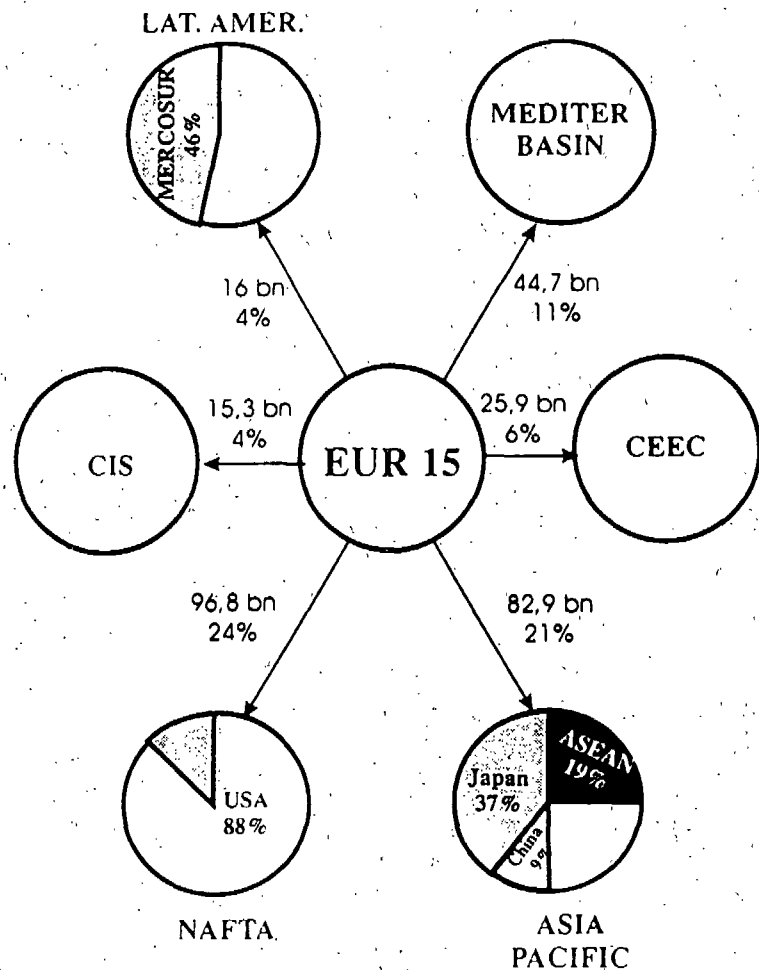 LAT. AMER.
MERCOSUR
46%
MEDITER
BASIN
16 bn
4%
44,7 bn
11%
CIS
15,3 bn
4%
EUR 15
25,9 bn
6%
CEEC
96,8 bn
24%
82,9 bn
21%
USA
88%
NAFTA
Japan
37%
ASEAN
19%
China
9%
ASIA
PACIFIC